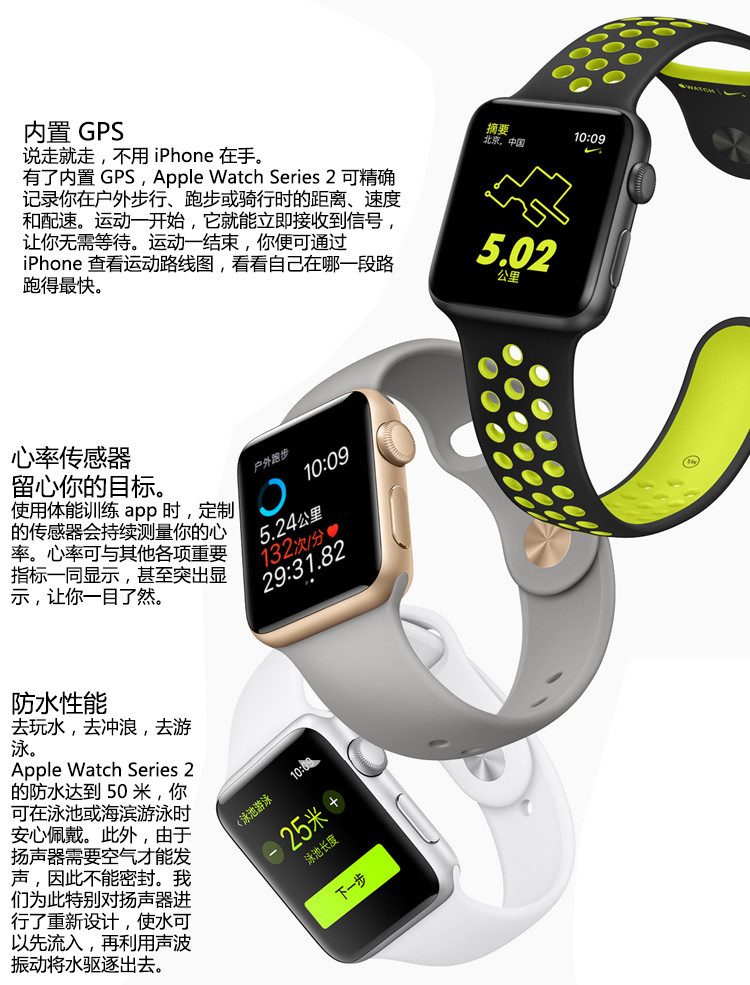 内置 GPS
说走就走，不用 iPhone 在手。
有了内置 GPS，Apple Watch Series 2 可精确
记录你在户外步行、跑步或骑行时的距离、速度
和配速。运动一开始，它就能立即接收到信号，
让你无需等待。运动一结束，你便可通过
iPhone 查看运动路线图，看看自己在哪一段路
跑得最快。
WATCH
摘要
北京，中国
10:09
5.02
公里
心率传感器
留心你的目标。
使用体能训练 app 时，定制
的传感器会持续测量你的心
率。心率可与其他各项重要
指标一同显示，甚至突出显
示，让你一目了然。
户外跑步
10:09
5.24公里
132次/分
29:31.82
M/L
防水性能
去玩水，去冲浪，去游
泳。
Apple Watch Series 2
的防水达到 50 米，你
可在泳池或海滨游泳时
安心佩戴。此外，由于
扬声器需要空气才能发
声，因此不能密封。我
们为此特别对扬声器进
行了重新设计，使水可
以先流入，再利用声波
振动将水驱逐出去。
10:09
‹泳池游泳
− 25米 +
泳池长度
下一步